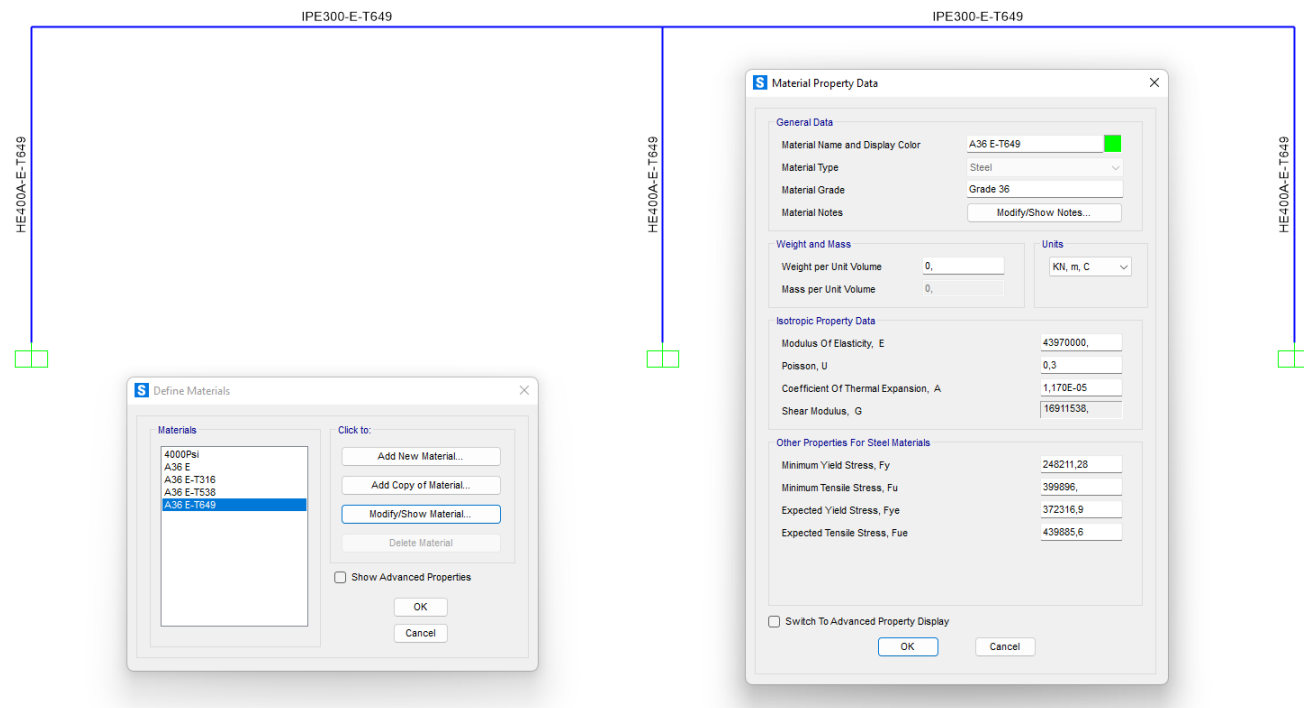 IPE300-E-T649
IPE300-E-T649
HE400A-E-T649
HE400A-E-T649
HE400A-E-T649
S Define Materials
Materials
4000Psi
A36 E
A36 E-T316
A36 E-T538
A36 E-T649
Click to:
Add New Material...
Add Copy of Material...
Modify/Show Material...
Delete Material
Show Advanced Properties
OK
Cancel
S Material Property Data
General Data
Material Name and Display Color A36 E-T649
Material Type Steel
Material Grade Grade 36
Material Notes Modify/Show Notes...
Weight and Mass
Weight per Unit Volume 0,
Mass per Unit Volume 0,
Units
KN, m, C
Isotropic Property Data
Modulus Of Elasticity, E 43970000,
Poisson, U 0,3
Coefficient Of Thermal Expansion, A 1,170E-05
Shear Modulus, G 16911538,
Other Properties For Steel Materials
Minimum Yield Stress, Fy 248211,28
Minimum Tensile Stress, Fu 399896,
Expected Yield Stress, Fye 372316,9
Expected Tensile Stress, Fue 439885,6
Switch To Advanced Property Display
OK
Cancel